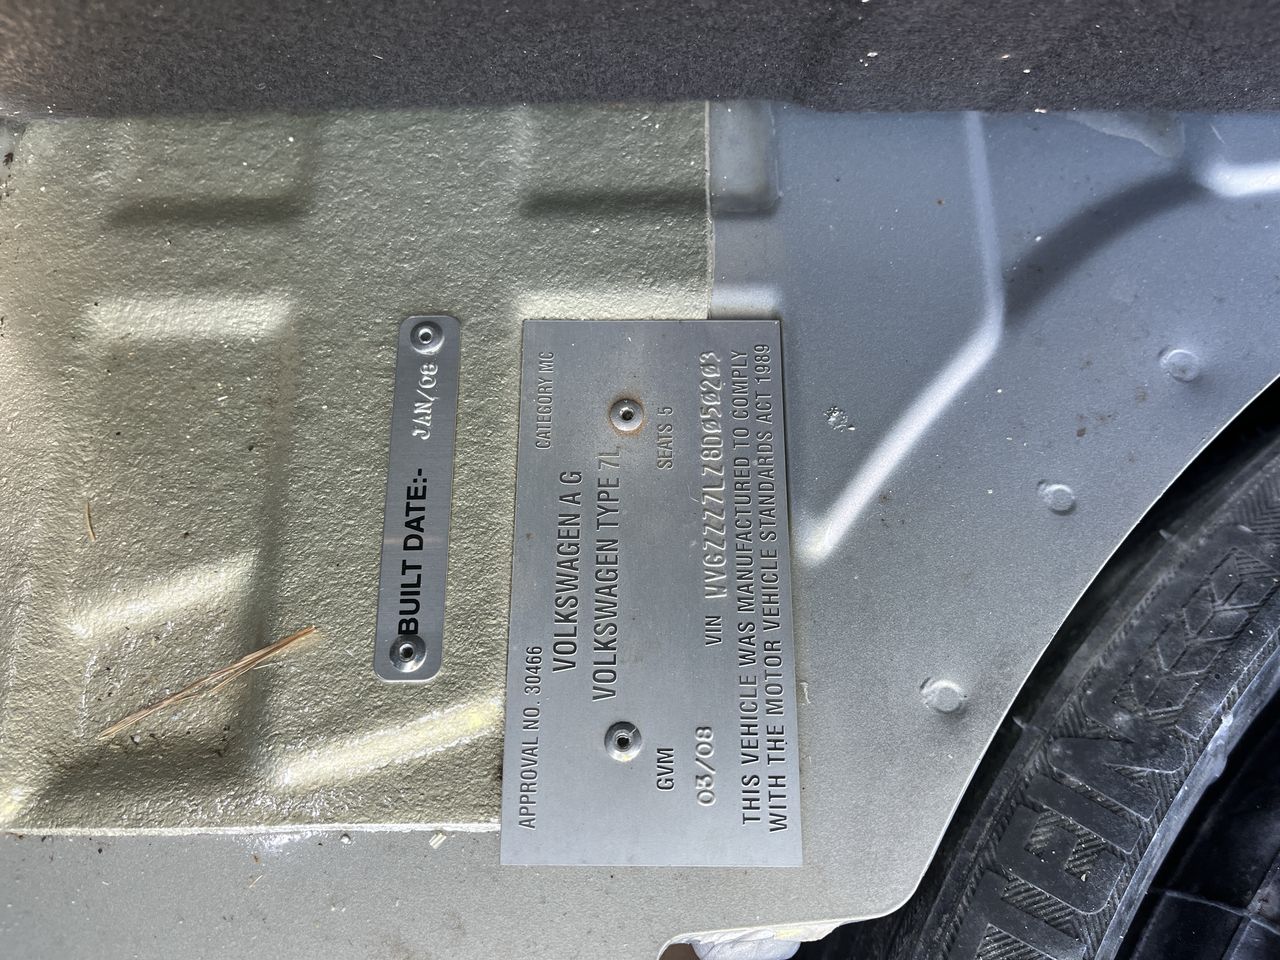 BUILT DATE:- JAN/08
APPROVAL NO. 30466 CATEGORY MC
VOLKSWAGEN A G
VOLKSWAGEN TYPE 7L
GVM SEATS 5
03/08 VIN WVGZZZ7LZ8D050203
THIS VEHICLE WAS MANUFACTURED TO COMPLY
WITH THE MOTOR VEHICLE STANDARDS ACT 1989